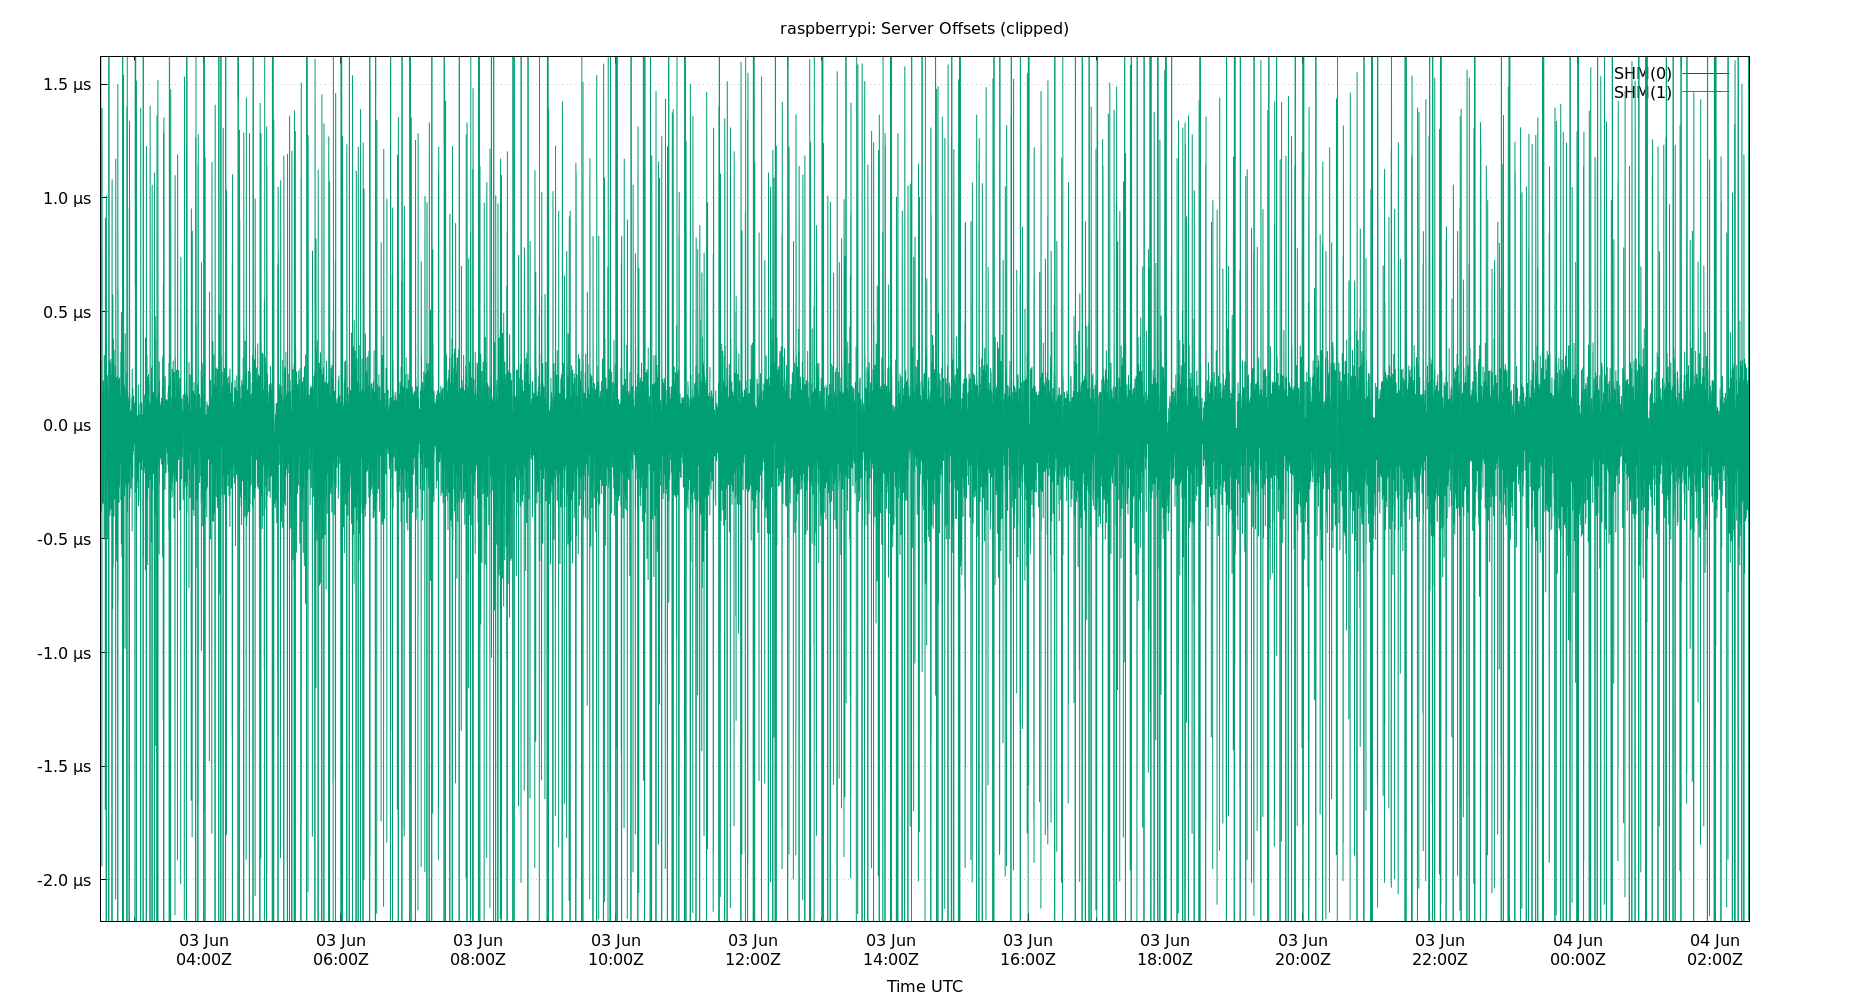 raspberrypi: Server Offsets (clipped)
SHM(0)
SHM(1)
1.5 µs
1.0 µs
0.5 µs
0.0 µs
-0.5 µs
-1.0 µs
-1.5 µs
-2.0 µs
03 Jun 03 Jun 03 Jun 03 Jun 03 Jun 03 Jun 03 Jun 03 Jun 03 Jun 03 Jun 04 Jun 04 Jun
04:00Z 06:00Z 08:00Z 10:00Z 12:00Z 14:00Z 16:00Z 18:00Z 20:00Z 22:00Z 00:00Z 02:00Z
Time UTC